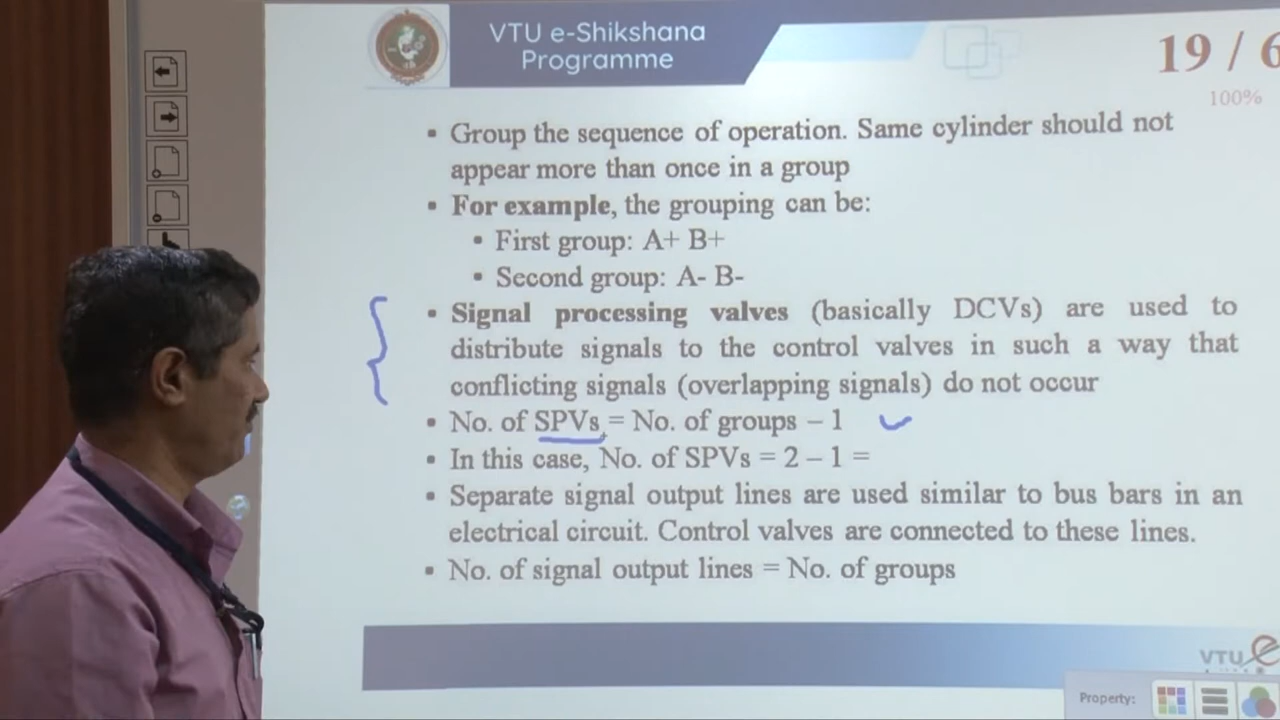 VTU e-Shikshana
Programme
19 / 6
100%
▪ Group the sequence of operation. Same cylinder should not
appear more than once in a group
▪ For example, the grouping can be:
▪ First group: A+ B+
▪ Second group: A- B-
▪ Signal processing valves (basically DCVs) are used to
distribute signals to the control valves in such a way that
conflicting signals (overlapping signals) do not occur
▪ No. of SPVs = No. of groups – 1
▪ In this case, No. of SPVs = 2 – 1 =
▪ Separate signal output lines are used similar to bus bars in an
electrical circuit. Control valves are connected to these lines.
▪ No. of signal output lines = No. of groups
VTU e
Property: